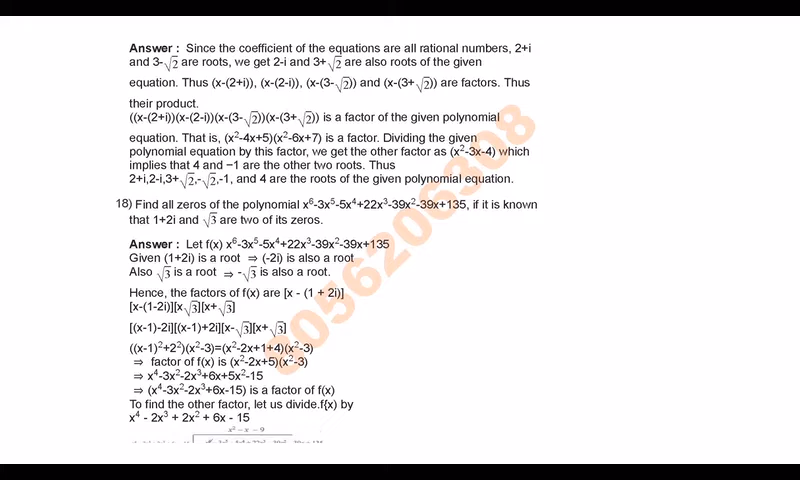 Answer : Since the coefficient of the equations are all rational numbers, 2+i
and 3-√2 are roots, we get 2-i and 3+√2 are also roots of the given
equation. Thus (x-(2+i)), (x-(2-i)), (x-(3-√2)) and (x-(3+√2)) are factors. Thus
their product.
((x-(2+i))(x-(2-i))(x-(3-√2))(x-(3+√2)) is a factor of the given polynomial
equation. That is, (x²-4x+5)(x²-6x+7) is a factor. Dividing the given
polynomial equation by this factor, we get the other factor as (x²-3x-4) which
implies that 4 and −1 are the other two roots. Thus
2+i,2-i,3+√2,-√2,-1, and 4 are the roots of the given polynomial equation.
18) Find all zeros of the polynomial x⁶-3x⁵-5x⁴+22x³-39x²-39x+135, if it is known
that 1+2i and √3 are two of its zeros.
Answer : Let f(x) x⁶-3x⁵-5x⁴+22x³-39x²-39x+135
Given (1+2i) is a root ⇒ (-2i) is also a root
Also √3 is a root ⇒ -√3 is also a root.
Hence, the factors of f(x) are [x - (1 + 2i)]
[x-(1-2i)][x√3][x+√3]
[(x-1)-2i][(x-1)+2i][x-√3][x+√3]
((x-1)²+2²)(x²-3)=(x²-2x+1+4)(x²-3)
⇒ factor of f(x) is (x²-2x+5)(x²-3)
⇒ x⁴-3x²-2x³+6x+5x²-15
⇒ (x⁴-3x²-2x³+6x-15) is a factor of f(x)
To find the other factor, let us divide.f{x) by
x⁴ - 2x³ + 2x² + 6x - 15
x² − x − 9
8056206308